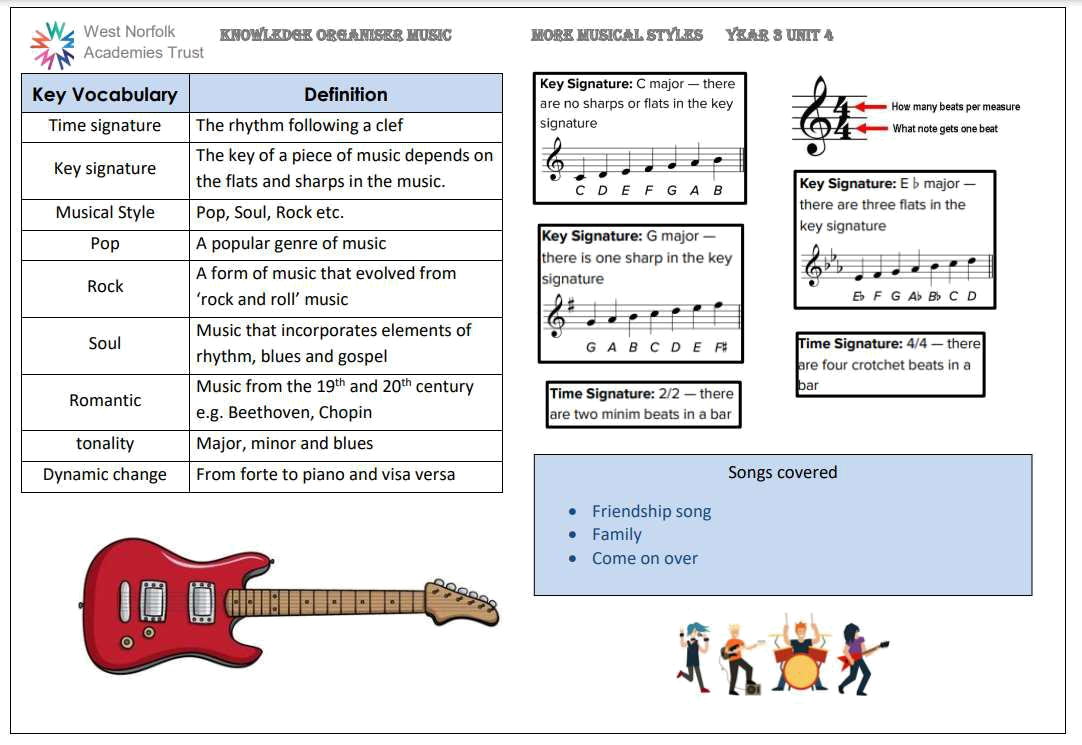 West Norfolk
Academies Trust
KNOWLEDGE ORGANISER MUSIC
MORE MUSICAL STYLES YEAR 3 UNIT 4
Key Vocabulary Definition
Time signature The rhythm following a clef
Key signature The key of a piece of music depends on
the flats and sharps in the music.
Musical Style Pop, Soul, Rock etc.
Pop A popular genre of music
Rock A form of music that evolved from
‘rock and roll’ music
Soul Music that incorporates elements of
rhythm, blues and gospel
Romantic Music from the 19th and 20th century
e.g. Beethoven, Chopin
tonality Major, minor and blues
Dynamic change From forte to piano and visa versa
Key Signature: C major — there
are no sharps or flats in the key
signature
C D E F G A B
4 How many beats per measure
4 What note gets one beat
Key Signature: G major —
there is one sharp in the key
signature
G A B C D E F♯
Key Signature: E ♭ major —
there are three flats in the
key signature
E♭ F G A♭ B♭ C D
Time Signature: 2/2 — there
are two minim beats in a bar
Time Signature: 4/4 — there
are four crotchet beats in a
bar
Songs covered
• Friendship song
• Family
• Come on over